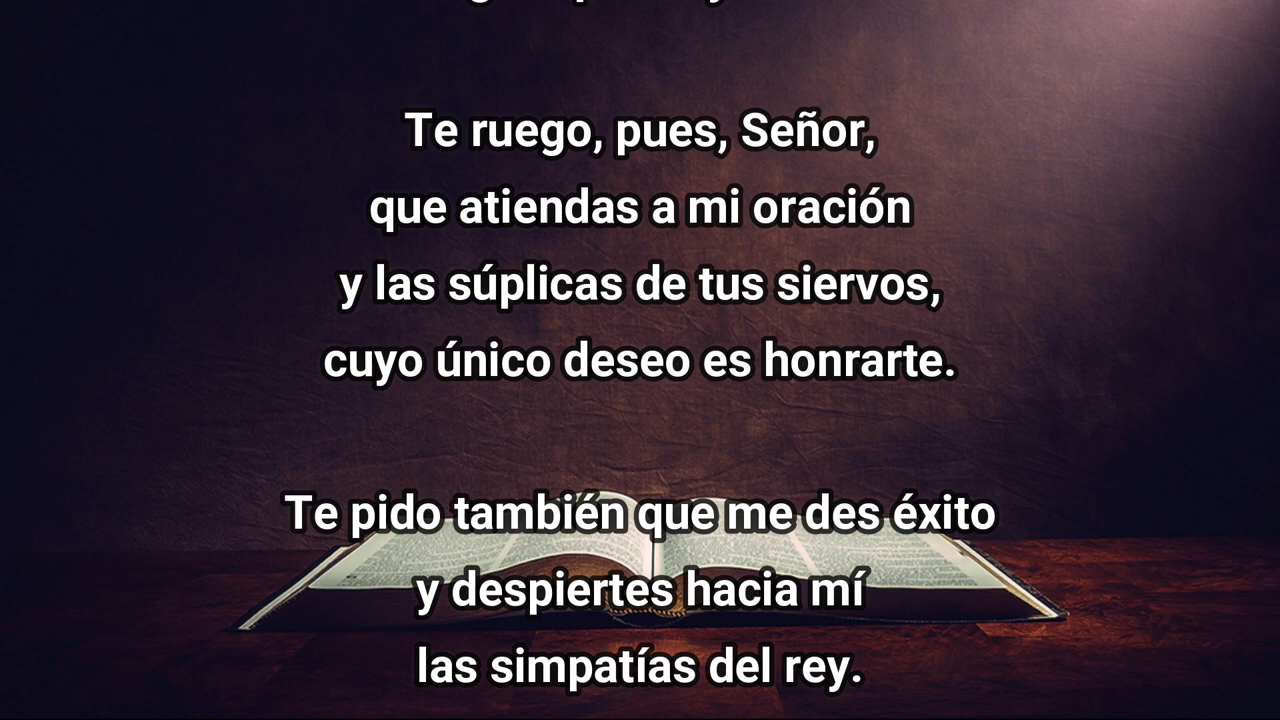 Te ruego, pues, Señor,
que atiendas a mi oración
y las súplicas de tus siervos,
cuyo único deseo es honrarte.
Te pido también que me des éxito
y despiertes hacia mí
las simpatías del rey.